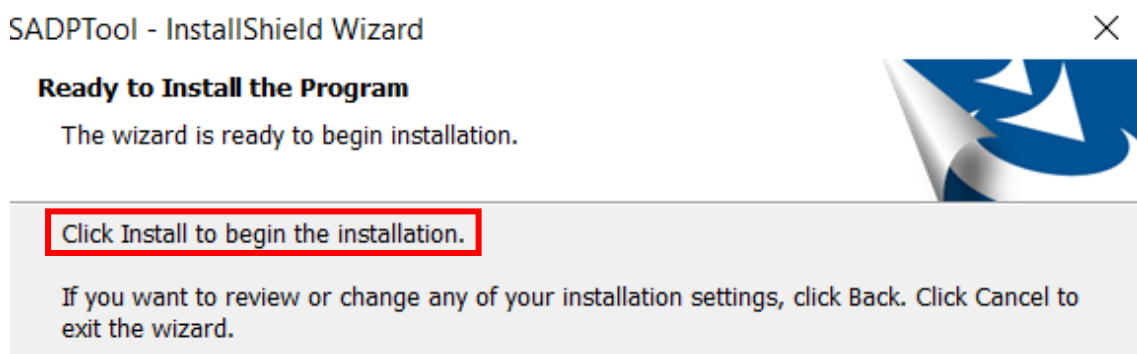 SADPTool - InstallShield Wizard
Ready to Install the Program
The wizard is ready to begin installation.
Click Install to begin the installation.
If you want to review or change any of your installation settings, click Back. Click Cancel to
exit the wizard.